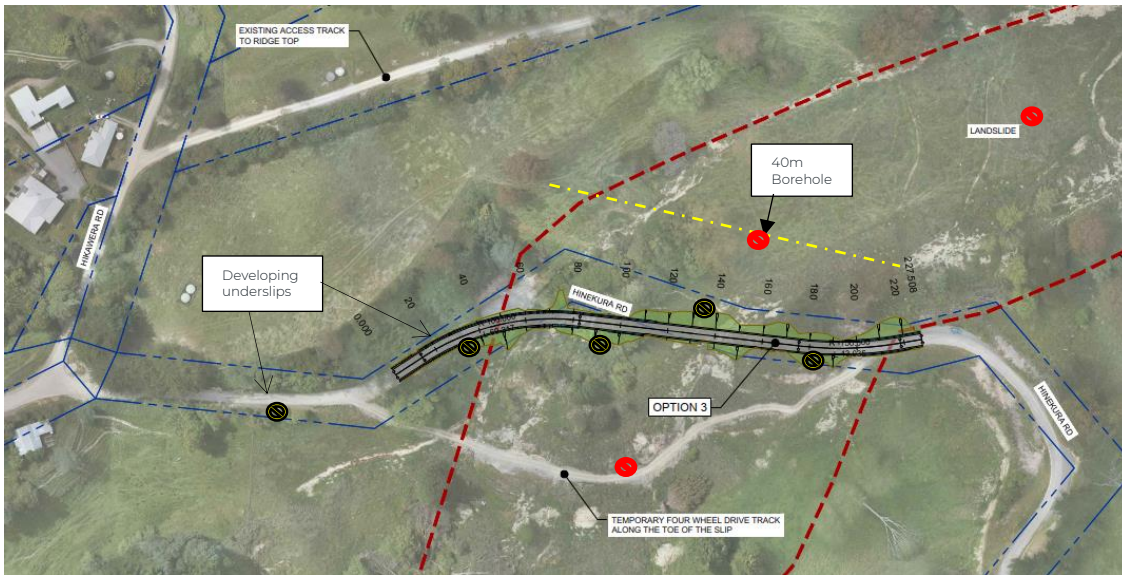 EXISTING ACCESS TRACK
TO RIDGE TOP
LANDSLIDE
40m
Borehole
HIKAWERA RD
Developing
underslips
0.000
20
40
60
80
100
120
140
160
180
200
220
227.508
HINEKURA RD
OPTION 3
HINEKURA RD
TEMPORARY FOUR WHEEL DRIVE TRACK
ALONG THE TOE OF THE SLIP